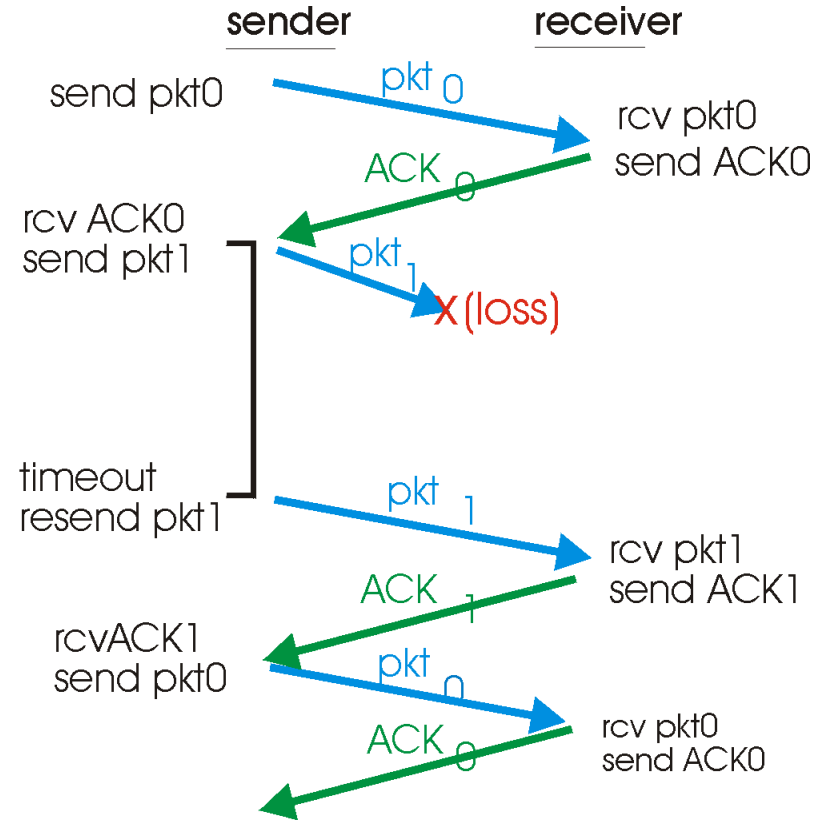 sender receiver
send pkt0
pkt 0
rcv pkt0
send ACK0
ACK 0
rcv ACK0
send pkt1
pkt 1
X (loss)
timeout
resend pkt1
pkt 1
rcv pkt1
send ACK1
ACK 1
rcvACK1
send pkt0
pkt 0
rcv pkt0
send ACK0
ACK 0